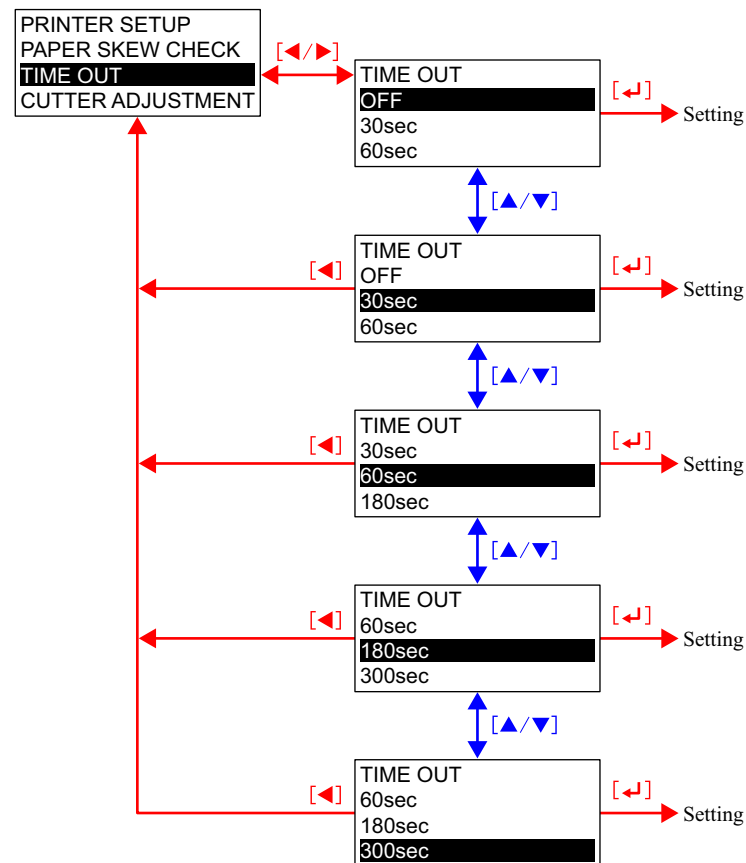 PRINTER SETUP
PAPER SKEW CHECK
TIME OUT
CUTTER ADJUSTMENT
[◀/▶]
TIME OUT
OFF
30sec
60sec
[↵]
Setting
[▲/▼]
[◀]
TIME OUT
OFF
30sec
60sec
[↵]
Setting
[▲/▼]
[◀]
TIME OUT
30sec
60sec
180sec
[↵]
Setting
[▲/▼]
[◀]
TIME OUT
60sec
180sec
300sec
[↵]
Setting
[▲/▼]
[◀]
TIME OUT
60sec
180sec
300sec
[↵]
Setting